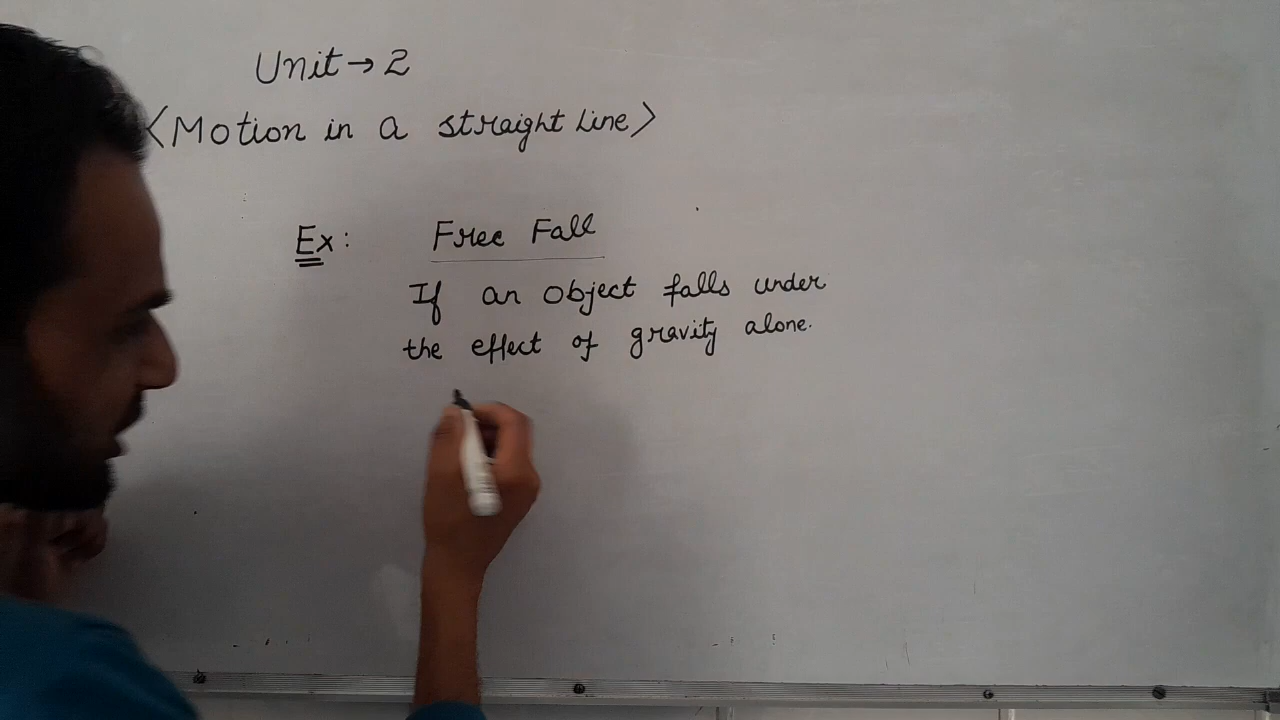 Unit → 2
<Motion in a straight Line>
Ex: Free Fall
If an object falls under
the effect of gravity alone.